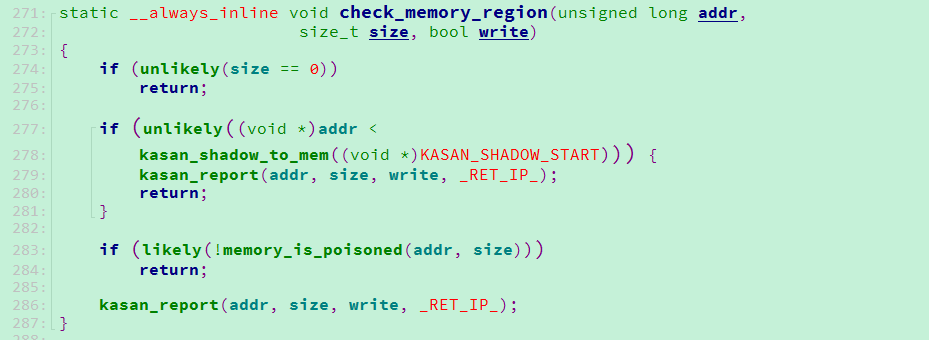 271: static __always_inline void check_memory_region(unsigned long addr,
272: size_t size, bool write)
273: {
274: if (unlikely(size == 0))
275: return;
276:
277: if (unlikely((void *)addr <
278: kasan_shadow_to_mem((void *)KASAN_SHADOW_START))) {
279: kasan_report(addr, size, write, _RET_IP_);
280: return;
281: }
282:
283: if (likely(!memory_is_poisoned(addr, size)))
284: return;
285:
286: kasan_report(addr, size, write, _RET_IP_);
287: }
288: